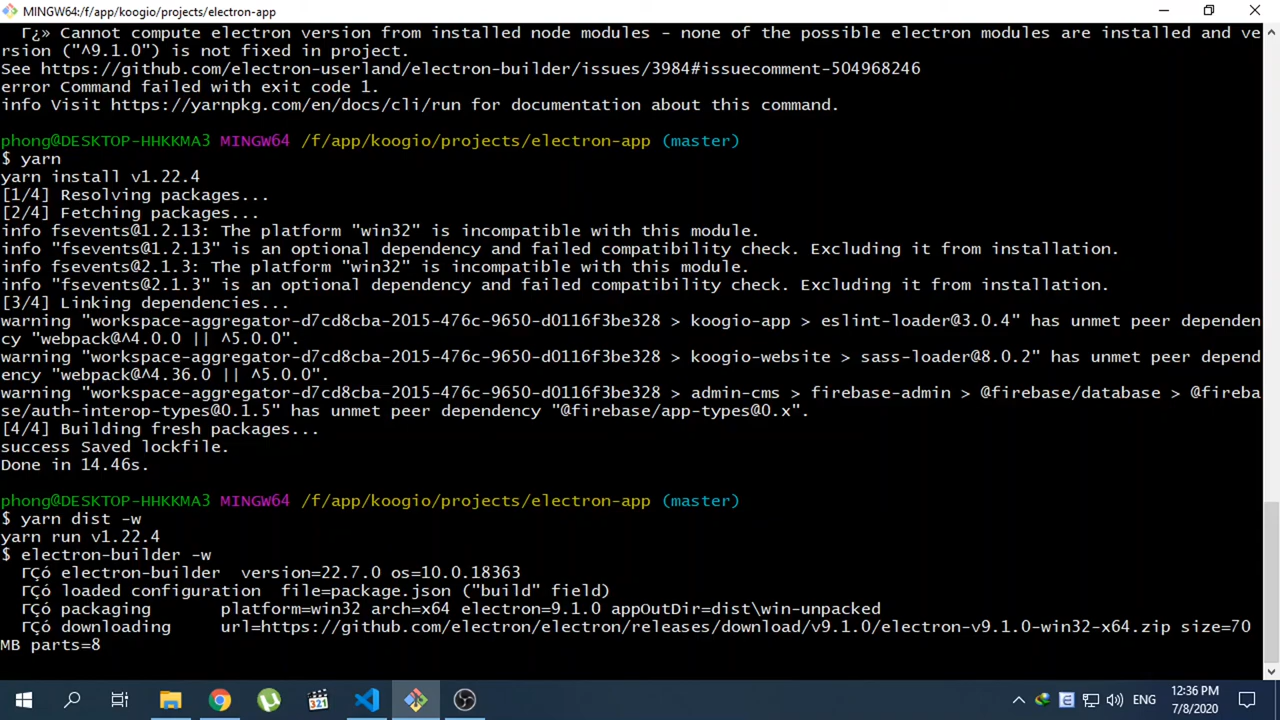 MINGW64:/f/app/koogio/projects/electron-app
Γ¿» Cannot compute electron version from installed node modules - none of the possible electron modules are installed and ve
rsion ("^9.1.0") is not fixed in project.
See https://github.com/electron-userland/electron-builder/issues/3984#issuecomment-504968246
error Command failed with exit code 1.
info Visit https://yarnpkg.com/en/docs/cli/run for documentation about this command.
phong@DESKTOP-HHKKMA3 MINGW64 /f/app/koogio/projects/electron-app (master)
$ yarn
yarn install v1.22.4
[1/4] Resolving packages...
[2/4] Fetching packages...
info fsevents@1.2.13: The platform "win32" is incompatible with this module.
info "fsevents@1.2.13" is an optional dependency and failed compatibility check. Excluding it from installation.
info fsevents@2.1.3: The platform "win32" is incompatible with this module.
info "fsevents@2.1.3" is an optional dependency and failed compatibility check. Excluding it from installation.
[3/4] Linking dependencies...
warning "workspace-aggregator-d7cd8cba-2015-476c-9650-d0116f3be328 > koogio-app > eslint-loader@3.0.4" has unmet peer dependen
cy "webpack@^4.0.0 || ^5.0.0".
warning "workspace-aggregator-d7cd8cba-2015-476c-9650-d0116f3be328 > koogio-website > sass-loader@8.0.2" has unmet peer depend
ency "webpack@^4.36.0 || ^5.0.0".
warning "workspace-aggregator-d7cd8cba-2015-476c-9650-d0116f3be328 > admin-cms > firebase-admin > @firebase/database > @fireba
se/auth-interop-types@0.1.5" has unmet peer dependency "@firebase/app-types@0.x".
[4/4] Building fresh packages...
success Saved lockfile.
Done in 14.46s.
phong@DESKTOP-HHKKMA3 MINGW64 /f/app/koogio/projects/electron-app (master)
$ yarn dist -w
yarn run v1.22.4
$ electron-builder -w
ΓÇó electron-builder  version=22.7.0 os=10.0.18363
ΓÇó loaded configuration  file=package.json ("build" field)
ΓÇó packaging       platform=win32 arch=x64 electron=9.1.0 appOutDir=dist\win-unpacked
ΓÇó downloading     url=https://github.com/electron/electron/releases/download/v9.1.0/electron-v9.1.0-win32-x64.zip size=70
MB parts=8
321
ENG
12:36 PM
7/8/2020